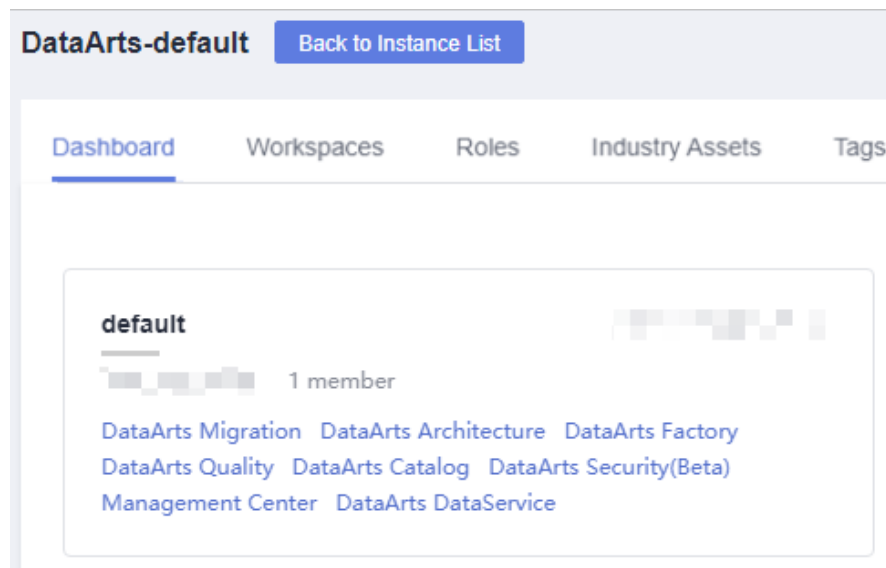 DataArts-default Back to Instance List
Dashboard Workspaces Roles Industry Assets Tags
default
1 member
DataArts Migration DataArts Architecture DataArts Factory
DataArts Quality DataArts Catalog DataArts Security(Beta)
Management Center DataArts DataService